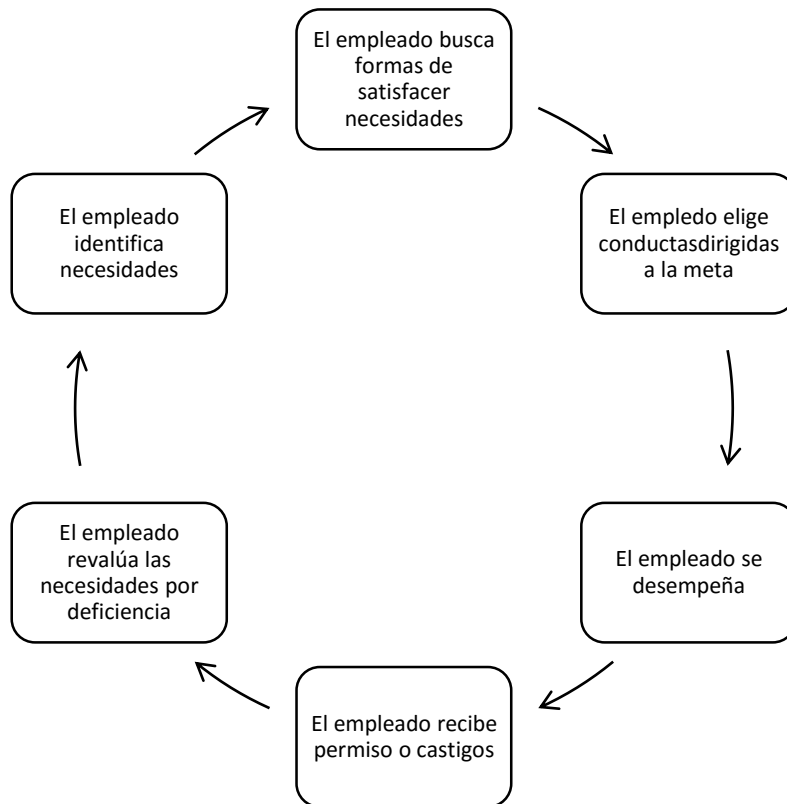 El empleado busca
formas de
satisfacer
necesidades
El empledo elige
conductasdirigidas
a la meta
El empleado se
desempeña
El empleado recibe
permiso o castigos
El empleado
revalúa las
necesidades por
deficiencia
El empleado
identifica
necesidades